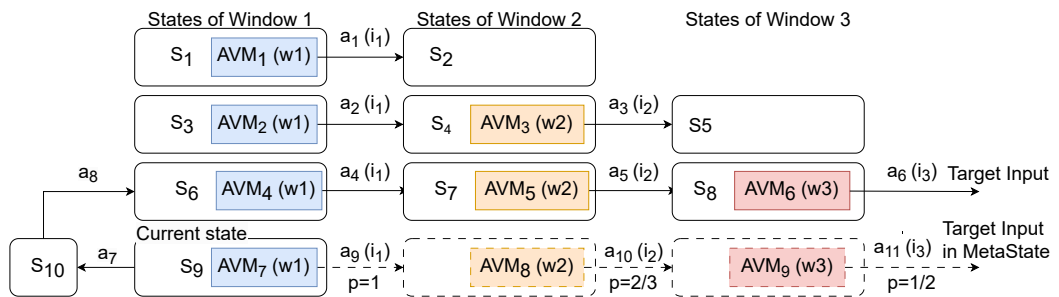 States of Window 1 States of Window 2 States of Window 3
S1 AVM1 (w1) a1 (i1) S2
S3 AVM2 (w1) a2 (i1) S4 AVM3 (w2) a3 (i2) S5
a8 S6 AVM4 (w1) a4 (i1) S7 AVM5 (w2) a5 (i2) S8 AVM6 (w3) a6 (i3) Target Input
Current state
S10 a7 S9 AVM7 (w1) a9 (i1) p=1 AVM8 (w2) a10 (i2) p=2/3 AVM9 (w3) a11 (i3) p=1/2 Target Input
in MetaState